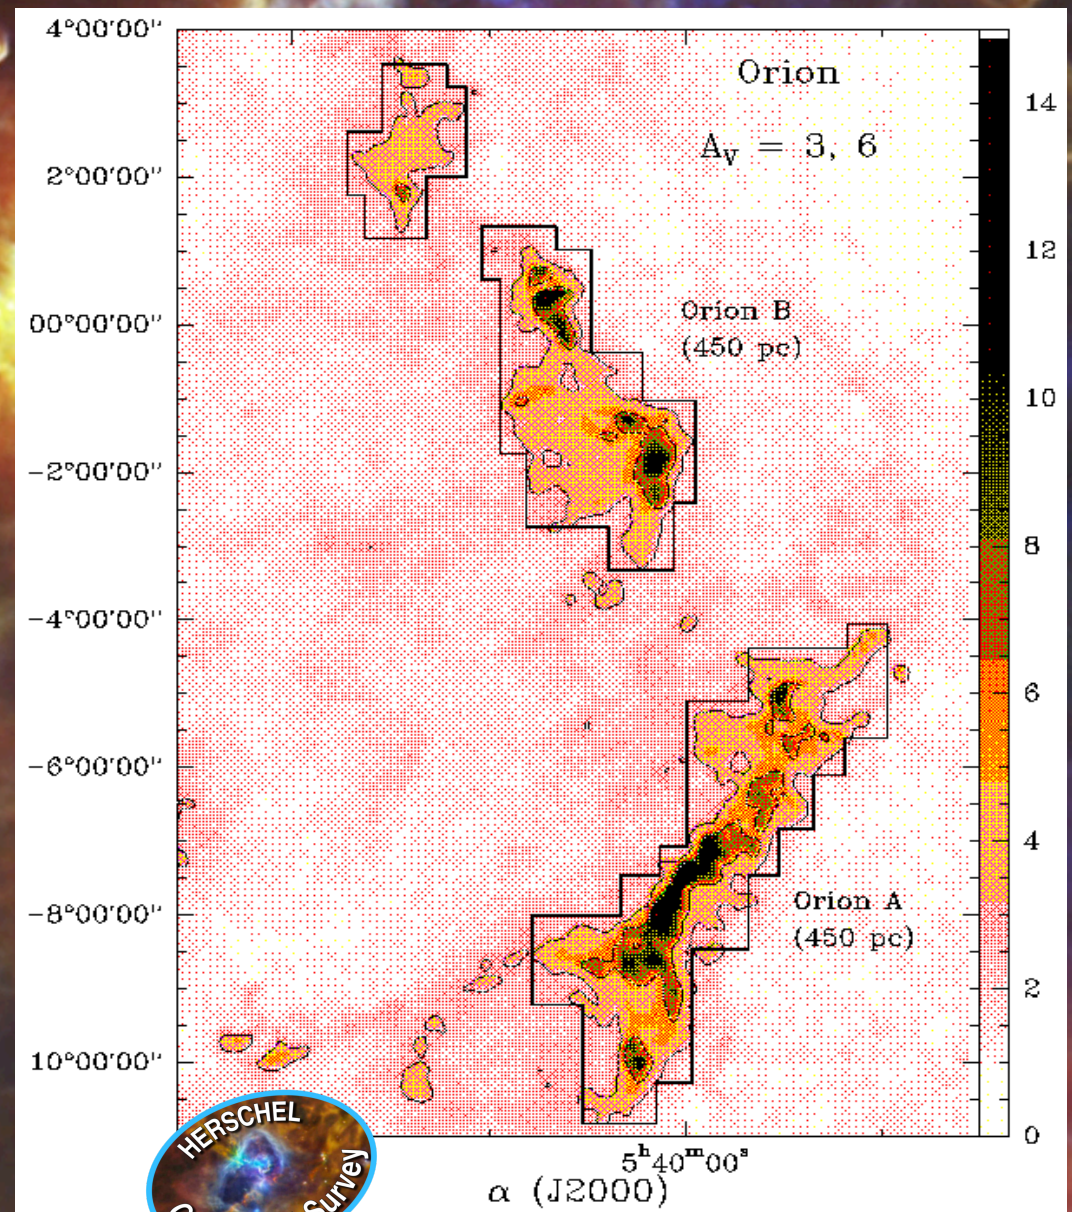 4°00'00"
Orion
14
A_V = 3, 6
2°00'00"
12
Orion B
00°00'00"
(450 pc)
10
-2°00'00"
8
-4°00'00"
6
-6°00'00"
4
Orion A
-8°00'00"
(450 pc)
2
10°00'00"
HERSCHEL
Survey
0
5h40m00s
α (J2000)